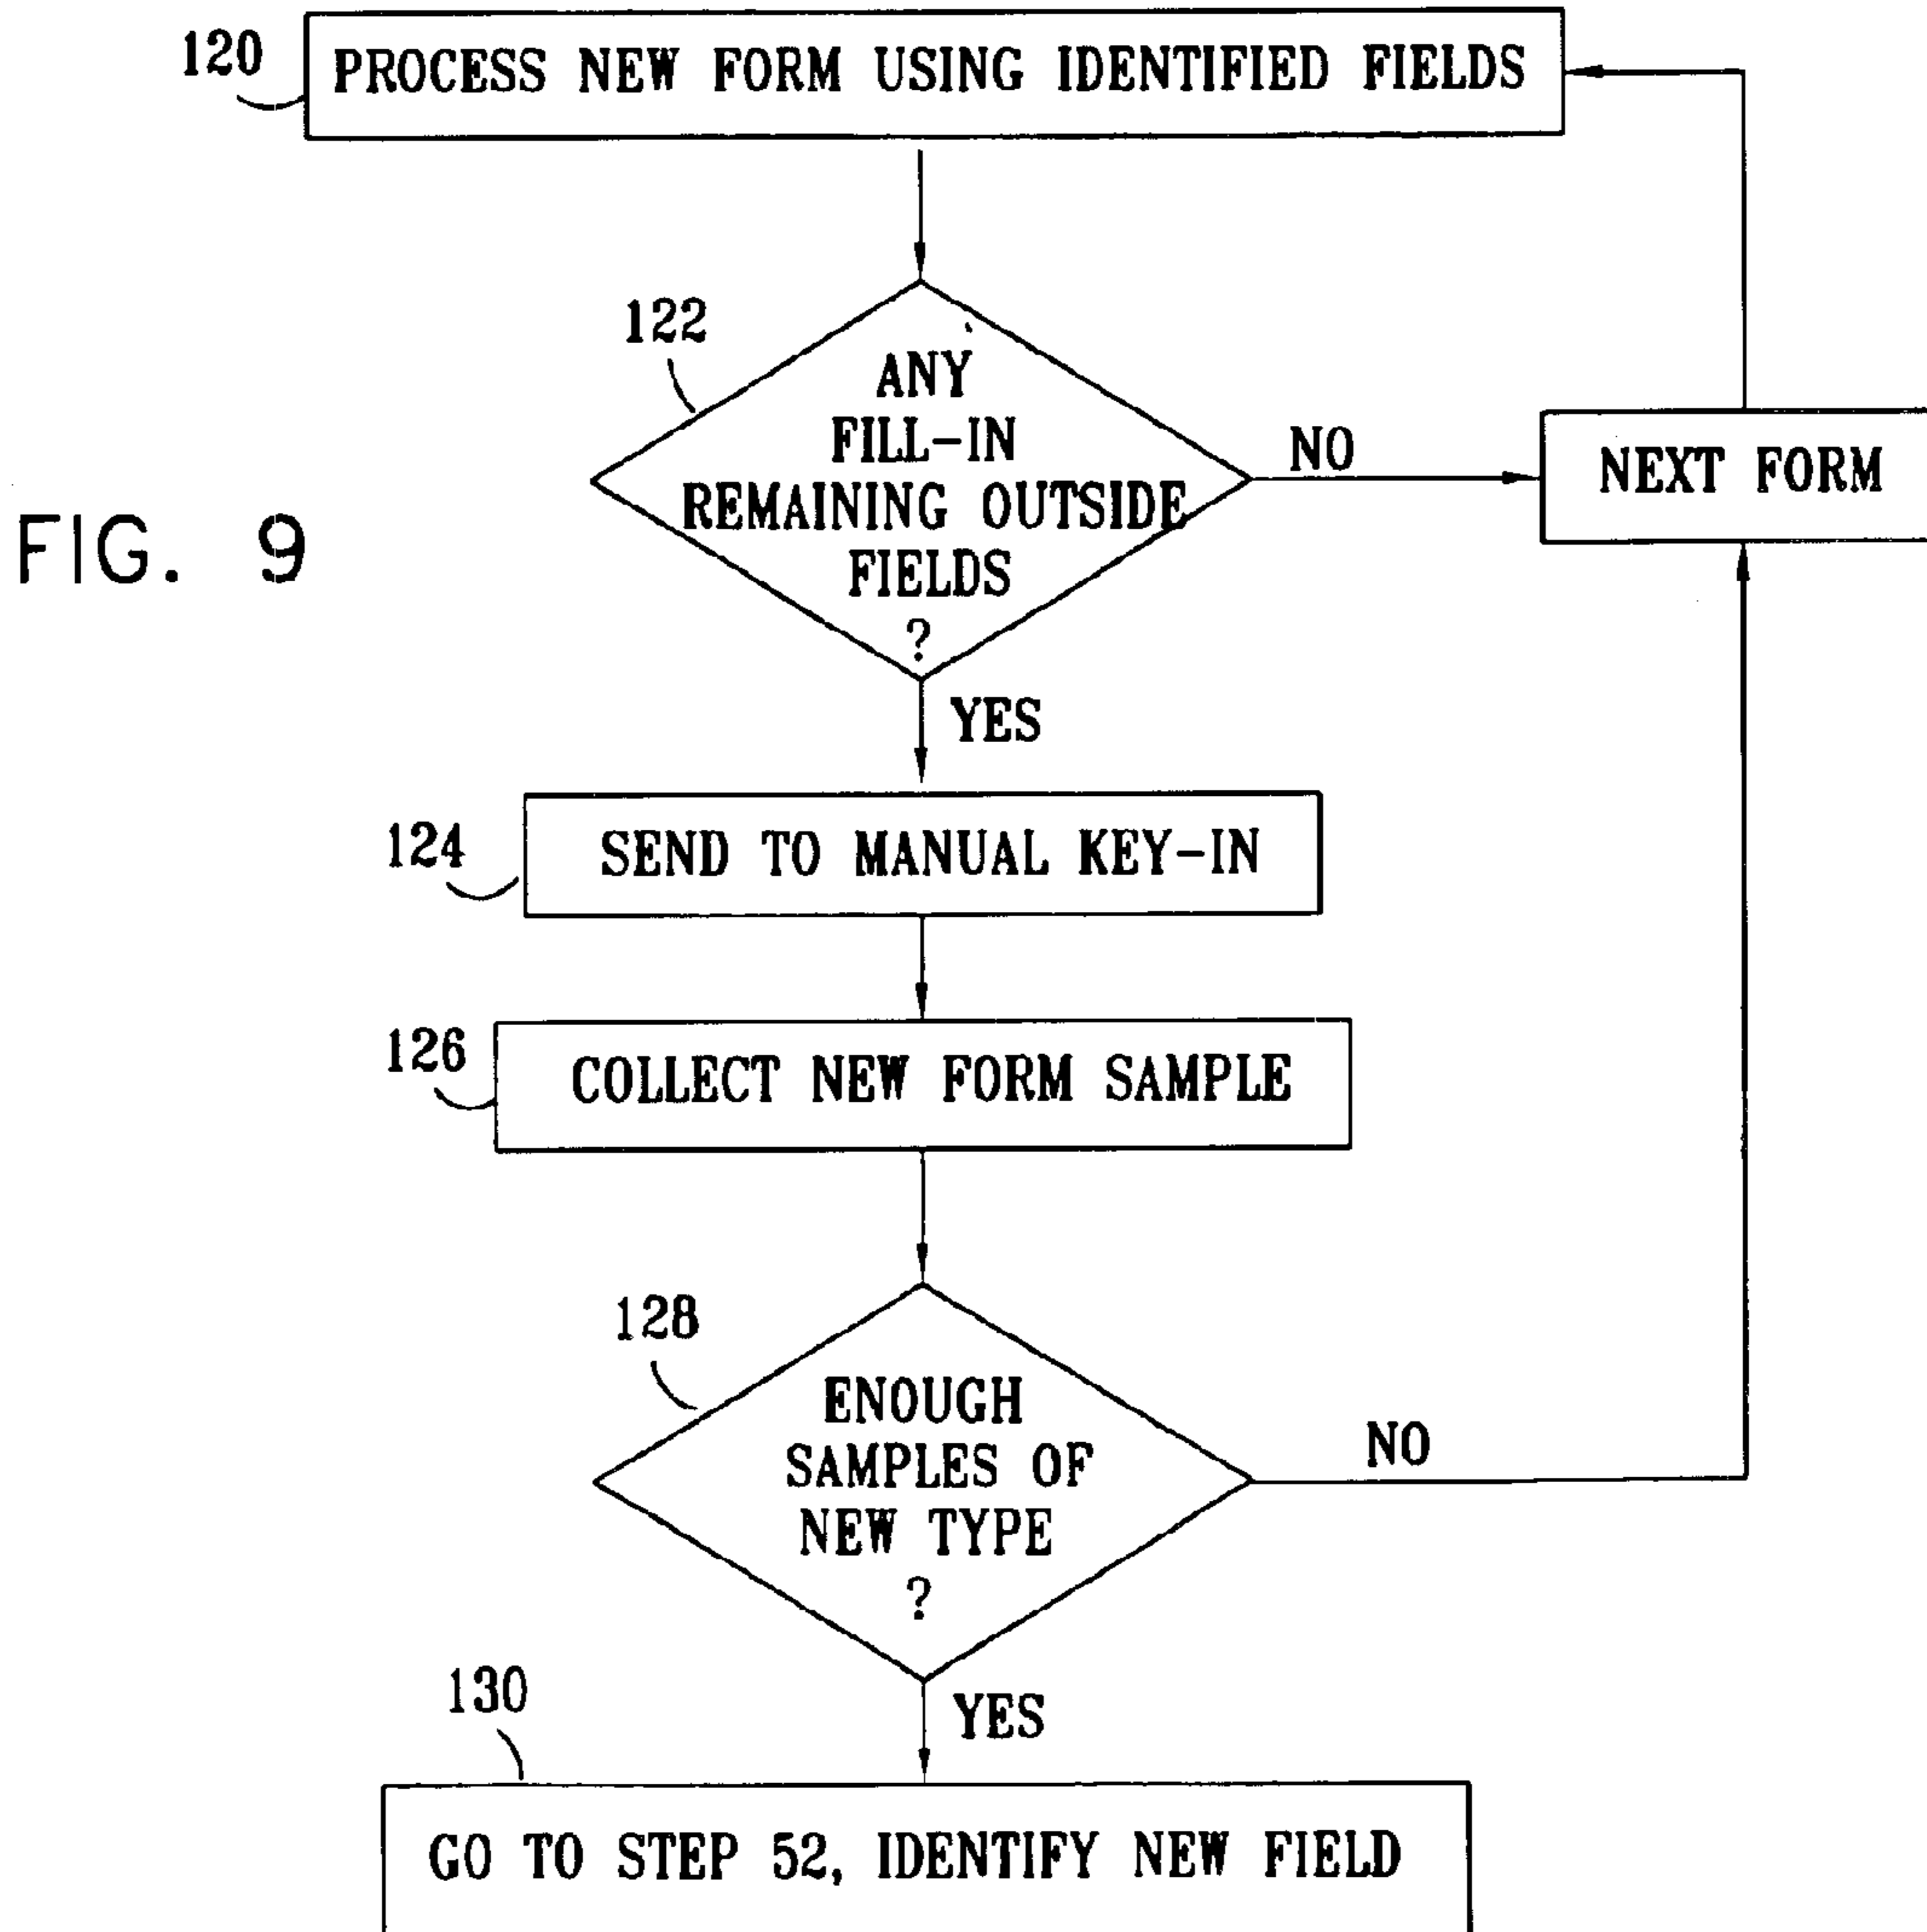 120
PROCESS NEW FORM USING IDENTIFIED FIELDS
122
ANY
FILL-IN
REMAINING OUTSIDE
FIELDS
?
NO
NEXT FORM
FIG. 9
YES
124
SEND TO MANUAL KEY-IN
126
COLLECT NEW FORM SAMPLE
128
ENOUGH
SAMPLES OF
NEW TYPE
?
NO
YES
130
GO TO STEP 52, IDENTIFY NEW FIELD